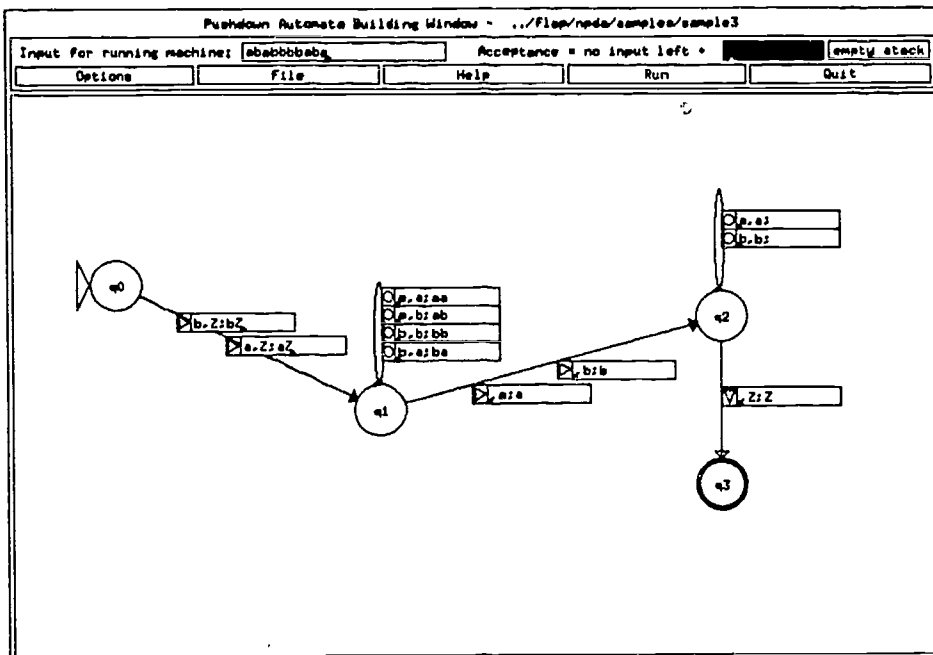 Pushdown Automata Building Window - ../flap/npda/samples/sample3
Input for running machine: ababbbbaba Acceptance = no input left + empty stack
Options File Help Run Quit
a,a;
b,b;
q0
a,a;aa
a,b;ab
b,b;bb
b,a;ba
q2
b,Z;bZ
a,Z;aZ
,b;b
,a;a
,Z;Z
q1
q3